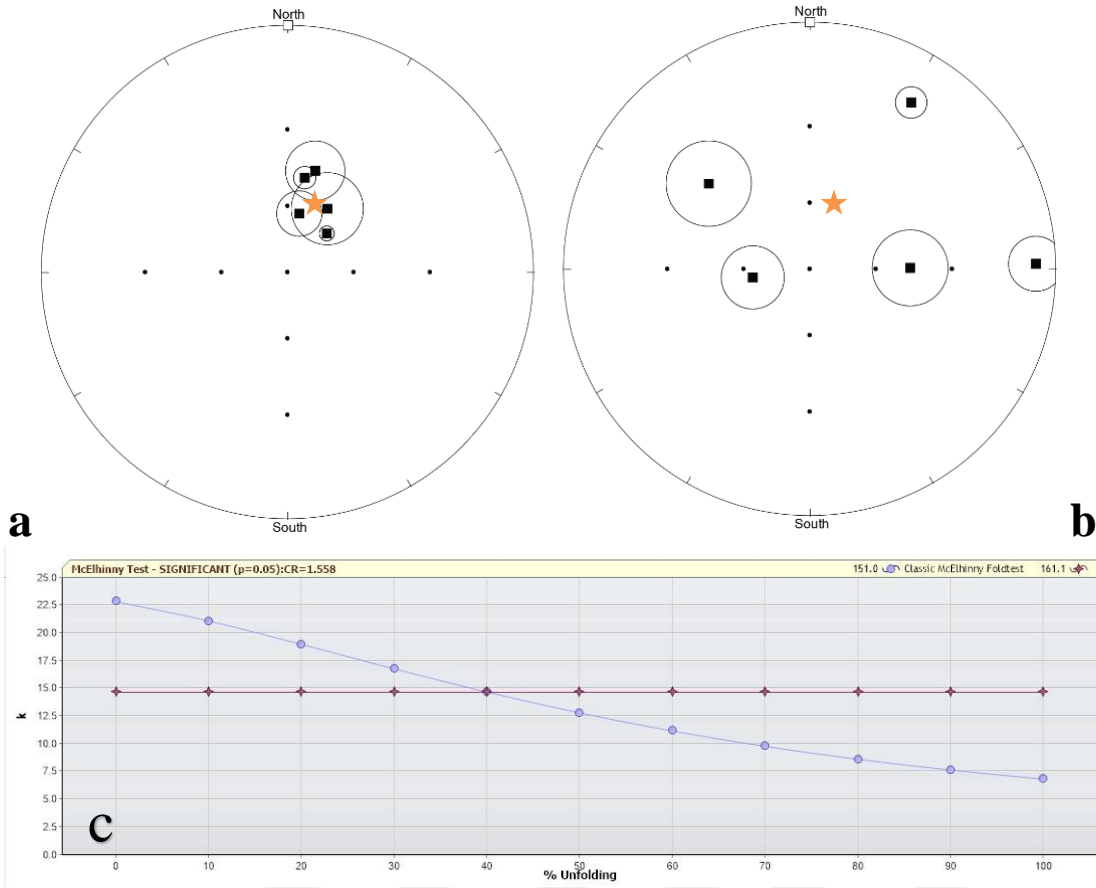 North
North
South
South
a
b
McElhinny Test - SIGNIFICANT (p=0.05):CR=1.558
151.0 Classic McElhinny Foldtest 161.1
25.0
22.5
20.0
17.5
15.0
12.5
10.0
7.5
5.0
2.5
0.0
k
c
0 10 20 30 40 50 60 70 80 90 100
% Unfolding